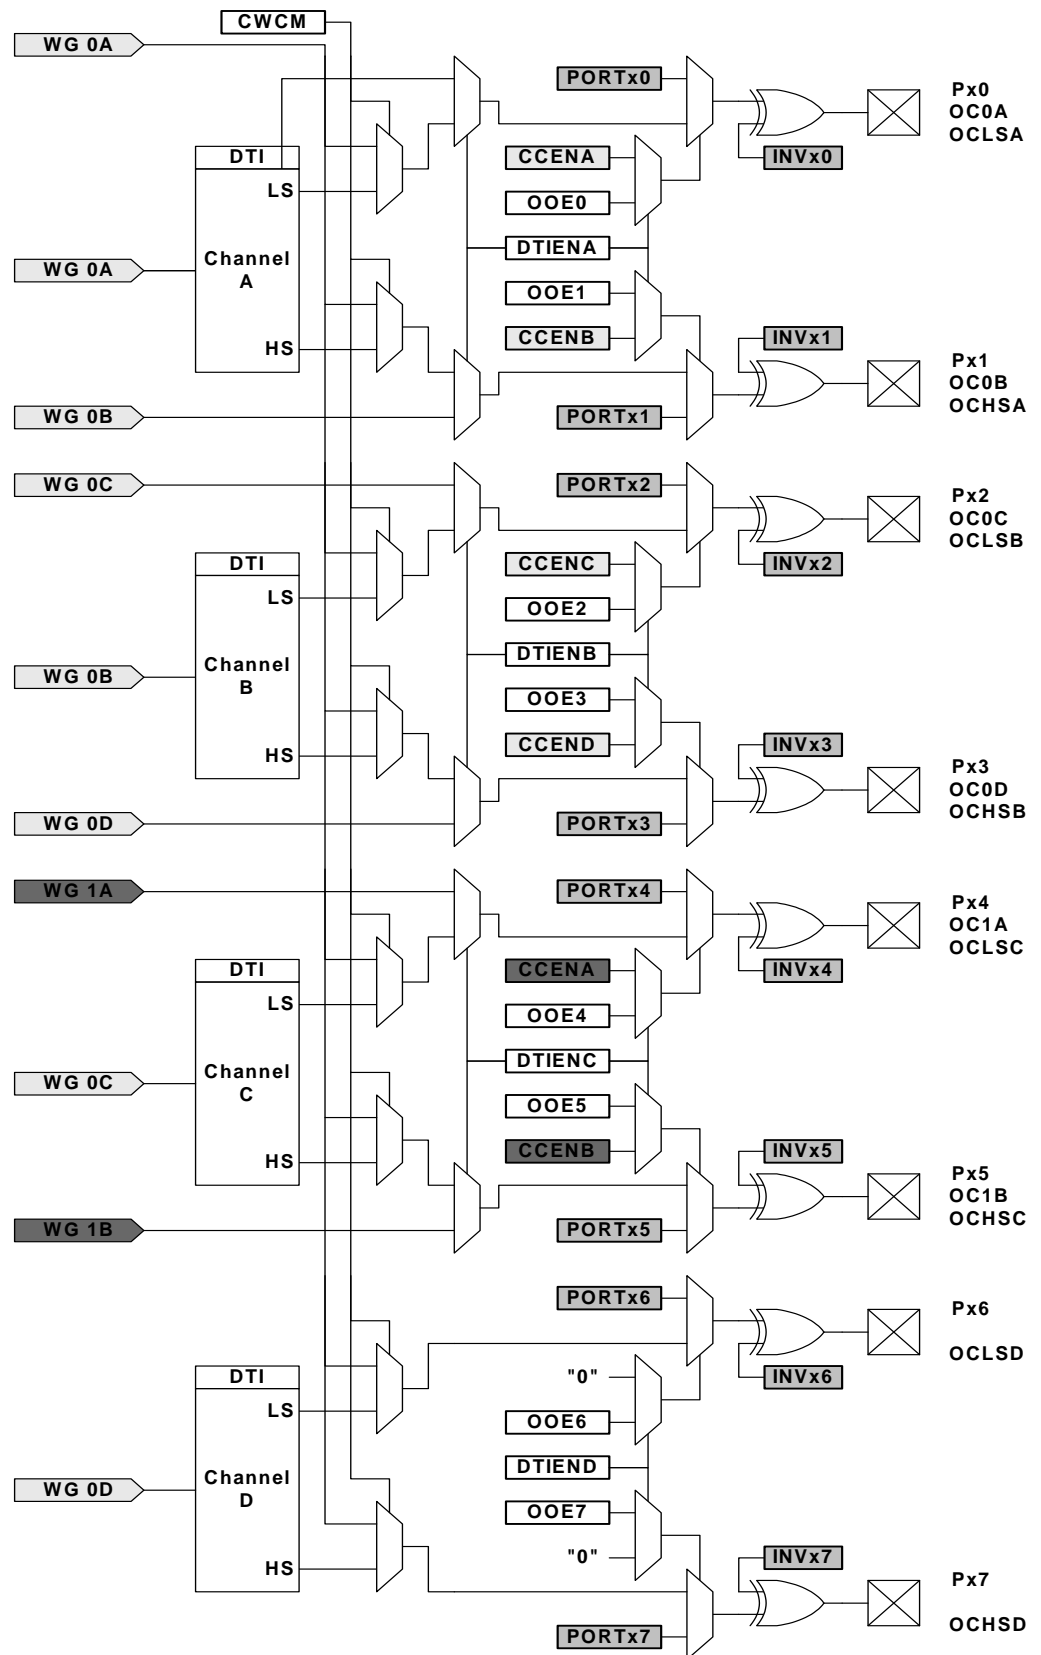 CWCM
WG 0A
PORTx0
Px0
OC0A
OCLSA
DTI
CCENA
INVx0
LS
OOE0
Channel
A
WG 0A
DTIENA
OOE1
HS
CCENB
INVx1
Px1
OC0B
OCHSA
WG 0B
PORTx1
WG 0C
PORTx2
Px2
OC0C
OCLSB
DTI
CCENC
INVx2
LS
OOE2
Channel
B
WG 0B
DTIENB
OOE3
HS
CCEND
INVx3
Px3
OC0D
OCHSB
WG 0D
PORTx3
WG 1A
PORTx4
Px4
OC1A
OCLSC
DTI
CCENA
INVx4
LS
OOE4
Channel
C
WG 0C
DTIENC
OOE5
HS
CCENB
INVx5
Px5
OC1B
OCHSC
WG 1B
PORTx5
PORTx6
Px6
OCLSD
DTI
"0"
INVx6
LS
OOE6
Channel
D
WG 0D
DTIEND
OOE7
HS
"0"
INVx7
Px7
OCHSD
PORTx7